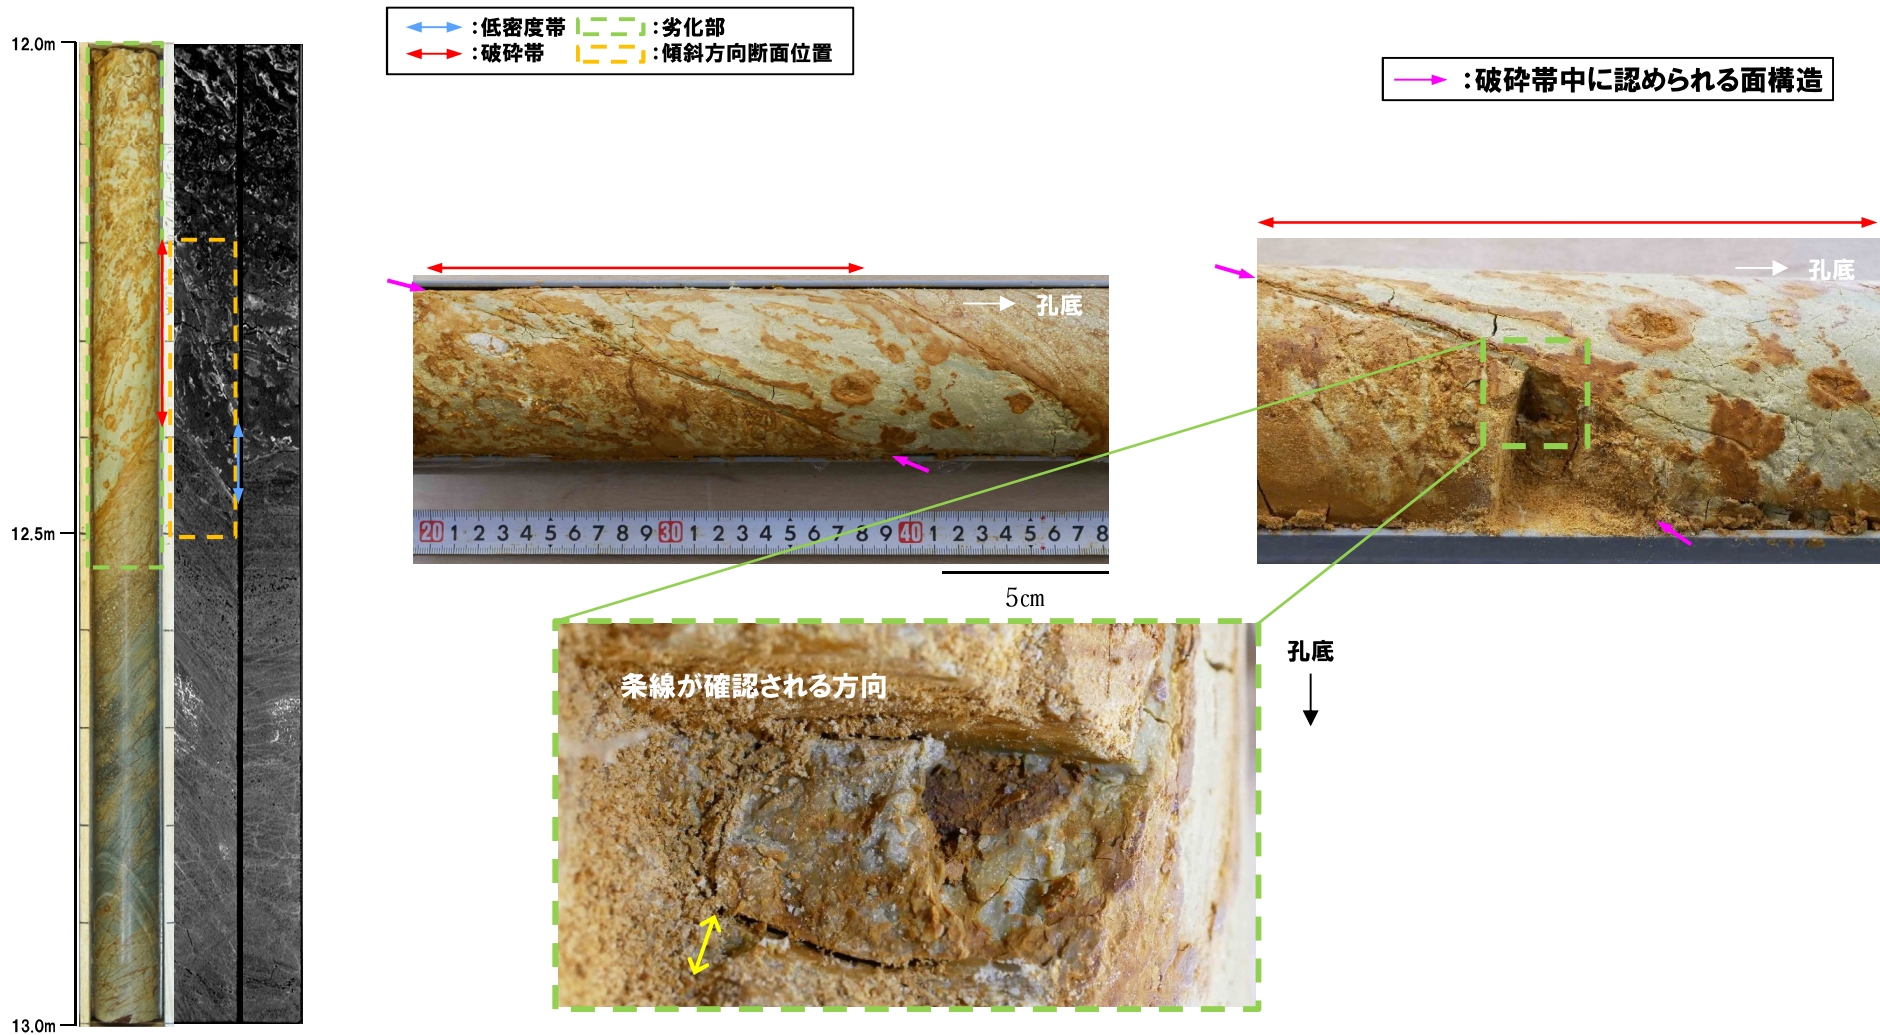 :低密度帯
:劣化部
:破砕帯
:傾斜方向断面位置
:破砕帯中に認められる面構造
12.0m
12.5m
13.0m
孔底
孔底
20 1 2 3 4 5 6 7 8 9 30 1 2 3 4 5 6 7 8 9 40 1 2 3 4 5 6 7 8
5cm
条線が確認される方向
孔底